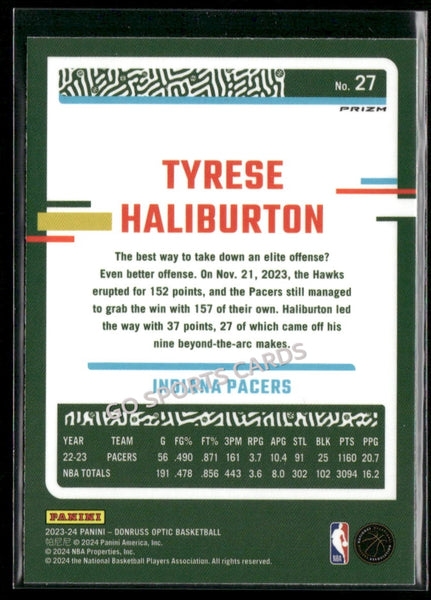 No. 27
PRIZM
TYRESE
HALIBURTON
The best way to take down an elite offense?
Even better offense. On Nov. 21, 2023, the Hawks
erupted for 152 points, and the Pacers still managed
to grab the win with 157 of their own. Haliburton led
the way with 37 points, 27 of which came off his
nine beyond-the-arc makes.
GO SPORTS CARDS
INDIANA PACERS
YEAR TEAM G FG% FT% 3PM RPG APG STL BLK PTS PPG
22-23 PACERS 56 .490 .871 161 3.7 10.4 91 25 1160 20.7
NBA TOTALS 191 .478 .856 443 3.6 8.0 302 102 3094 16.2
PANINI
2023-24 PANINI – DONRUSS OPTIC BASKETBALL
帕尼尼 © 2024 Panini America, Inc.
© 2024 NBA Properties, Inc.
© 2024 the National Basketball Players Association. All rights reserved.
NBA